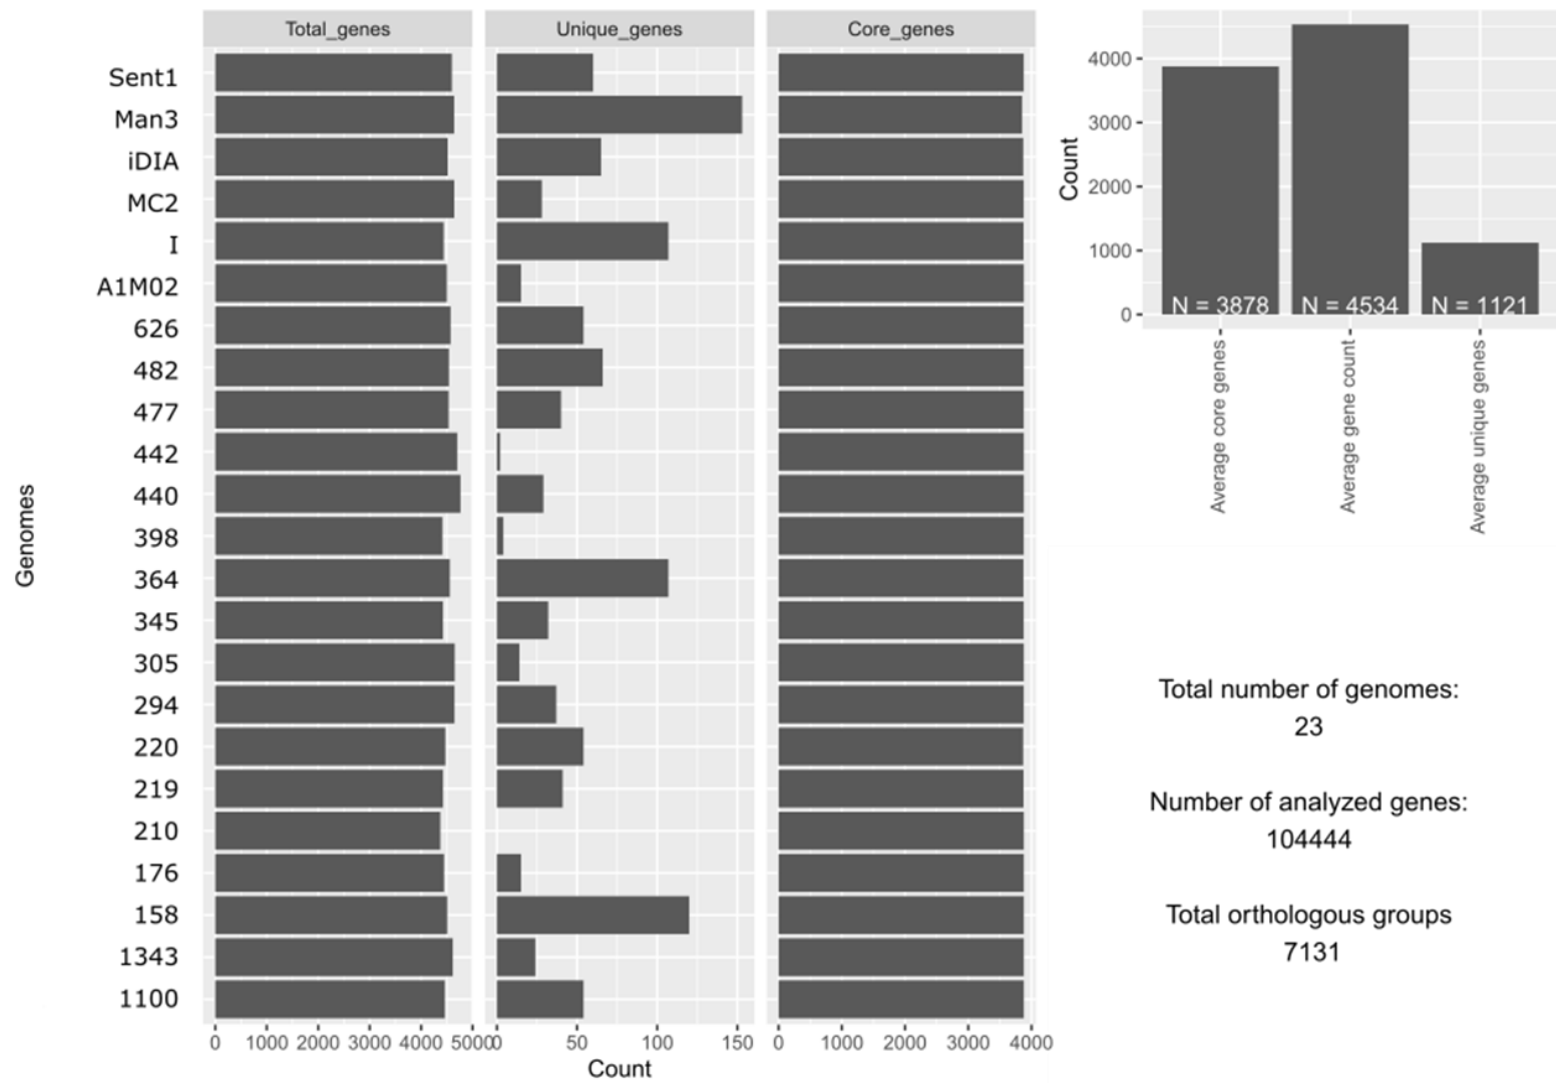 Total_genes
Unique_genes
Core_genes
Genomes
Sent1
Man3
iDIA
MC2
I
A1M02
626
482
477
442
440
398
364
345
305
294
220
219
210
176
158
1343
1100
0 1000 2000 3000 4000 5000
0 50 100 150
0 1000 2000 3000 4000
Count
Count
4000
3000
2000
1000
0
N = 3878
N = 4534
N = 1121
Average core genes
Average gene count
Average unique genes
Total number of genomes:
23
Number of analyzed genes:
104444
Total orthologous groups
7131